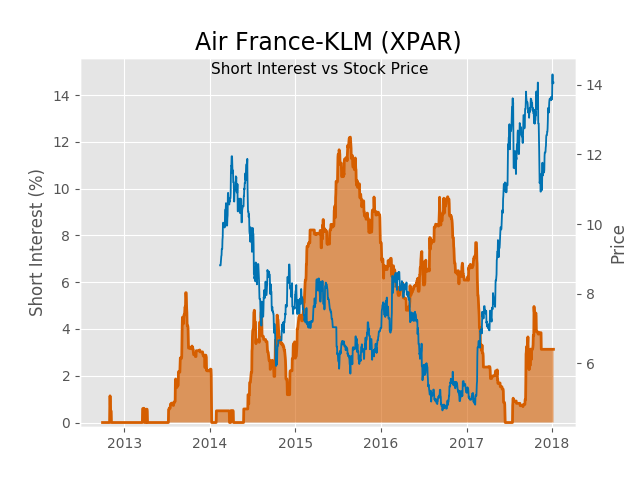 Air France-KLM (XPAR)
Short Interest vs Stock Price
Short Interest (%)
14
12
10
8
6
4
2
0
14
12
10
8
6
Price
2013 2014 2015 2016 2017 2018